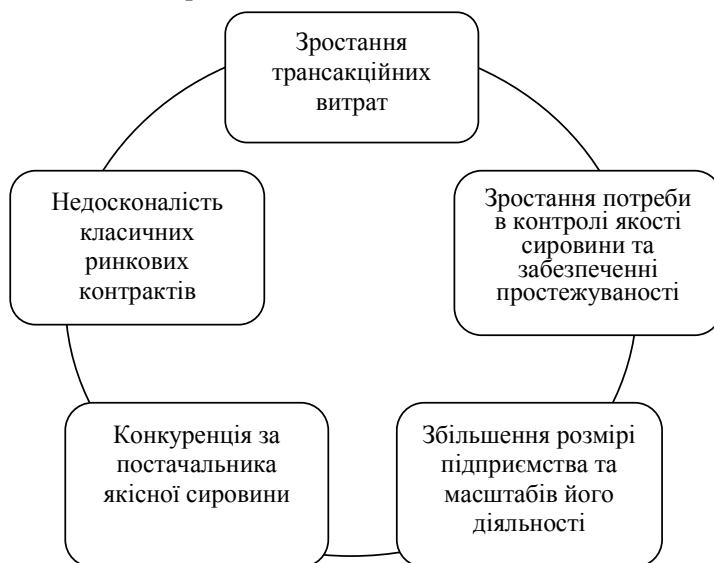 Зростання
трансакційних
витрат
Недосконалість
класичних
ринкових
контрактів
Зростання потреби
в контролі якості
сировини та
забезпеченні
простежуваності
Конкуренція за
постачальника
якісної сировини
Збільшення розмірі
підприємства та
масштабів його
діяльності